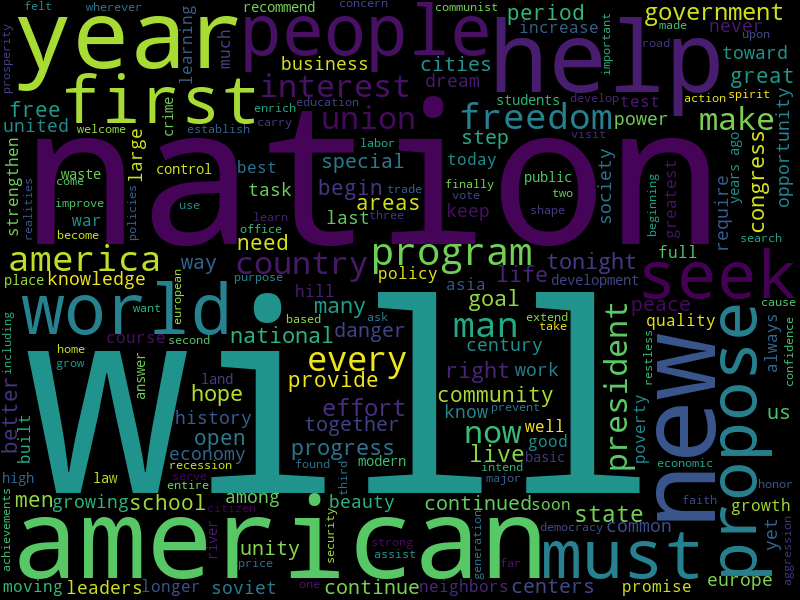 felt
wherever
recommend
concern
communist
year
people
help
government
period
increase
never
made
upon
road
prosperity
learning
much
business
cities
important
toward
first
interest
dream
great
test
develop
action
spirit
students
free
united
crime
enrich
education
union
freedom
power
make
welcome
establish
carry
labor
visit
step
nation
strengthen
large
waste
come
improve
control
best
special
today
public
society
years ago
congress
opportunity
realities
policies
task
begin
areas
trade
finally
vote
two
keep
beginning
greatest
require
war
use
learn
last
three
shape
become
office
need
america
way
country
program
tonight
full
search
seek
place
knowledge
european
purpose
policy
asia
life
development
peace
cause
want
hill
many
goal
extend
take
world
based
ask
man
president
quality
including
course
second
national
danger
century
restless
propose
always
confidence
home
grow
answer
every
right
work
new
land
provide
community
economic
better
hope
history
effort
know
prevent
now
well
us
built
law
open
together
good
poverty
economy
progress
live
basic
high
recession
found
modern
intend
serve
third
major
will
entire
honor
faith
men
growing
school
among
beauty
continued
soon
state
growth
achievements
citizen
american
river
security
strong
generation
democracy
common
yet
unity
assist
must
price
far
aggression
moving
leaders
longer
soviet
one
continue
neighbors
centers
promise
europe